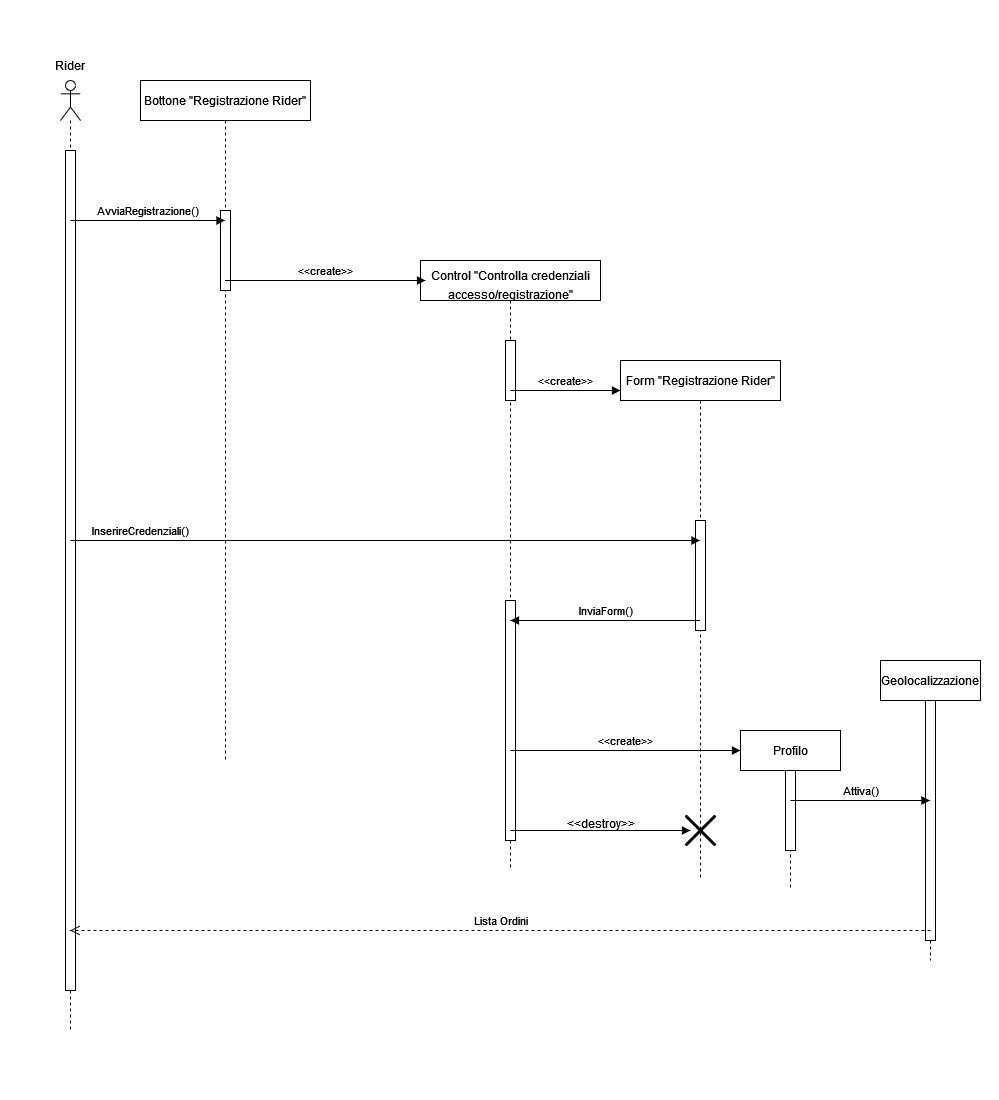 Rider
Bottone "Registrazione Rider"
AvviaRegistrazione()
<<create>>
Control "Controlla credenziali
accesso/registrazione"
<<create>>
Form "Registrazione Rider"
InserireCredenziali()
InviaForm()
Geolocalizzazione
<<create>>
Profilo
Attiva()
<<destroy>>
Lista Ordini